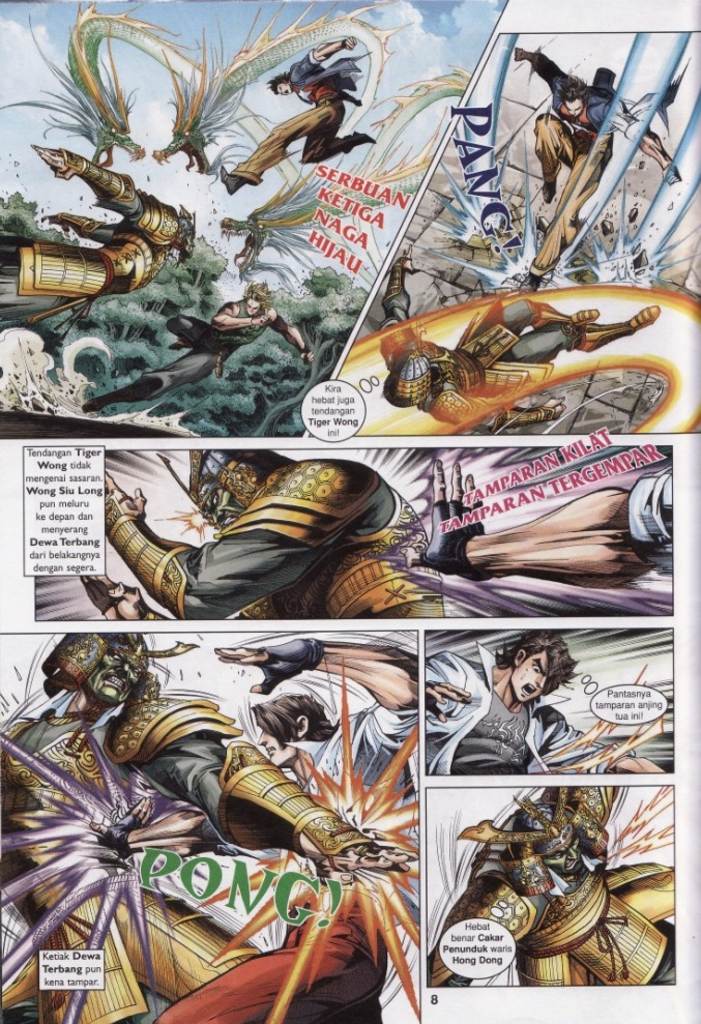 SERBUAN
KETIGA
NAGA
HIJAU
PANG!
Kira
hebat juga
tendangan
Tiger Wong
ini!
Tendangan Tiger
Wong tidak
mengenai sasaran.
Wong Siu Long
pun meluru
ke depan dan
menyerang
Dewa Terbang
dari belakangnya
dengan segera.
TAMPARAN KILAT
TAMPARAN TERGEMPAR
PONG!
Ketiak Dewa
Terbang pun
kena tampar.
Pantasnya
tamparan anjing
tua ini!
Hebat
benar Cakar
Penunduk waris
Hong Dong
8